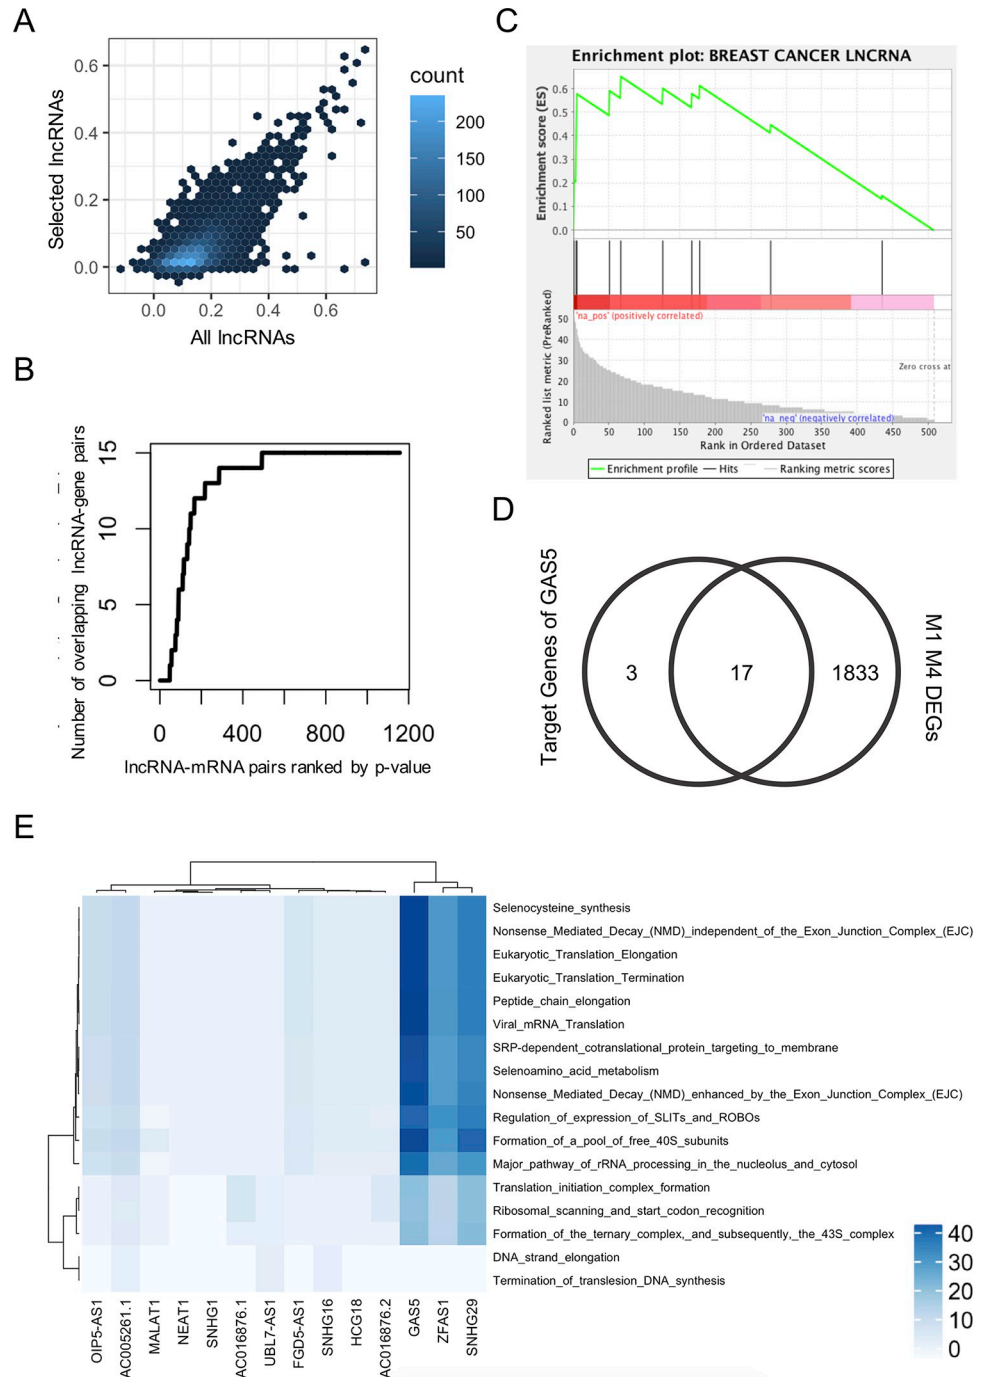 A
Selected lncRNAs
0.6
0.4
0.2
0.0
0.0
0.2
0.4
0.6
All lncRNAs
count
200
150
100
50
B
Number of overlapping lncRNA-gene pairs
15
10
5
0
0
400
800
1200
lncRNA-mRNA pairs ranked by p-value
C
Enrichment plot: BREAST CANCER LNCRNA
Enrichment score (ES)
0.6
0.5
0.4
0.3
0.2
0.1
0.0
'na_pos' (positively correlated)
Ranked list metric (PreRanked)
50
40
30
20
10
0
Zero cross at
'na_neg' (negatively correlated)
0 50 100 150 200 250 300 350 400 450 500
Rank in Ordered Dataset
Enrichment profile Hits Ranking metric scores
D
Target Genes of GAS5
3
17
1833
M1 M4 DEGs
E
Selenocysteine_synthesis
Nonsense_Mediated_Decay_(NMD)_independent_of_the_Exon_Junction_Complex_(EJC)
Eukaryotic_Translation_Elongation
Eukaryotic_Translation_Termination
Peptide_chain_elongation
Viral_mRNA_Translation
SRP-dependent_cotranslational_protein_targeting_to_membrane
Selenoamino_acid_metabolism
Nonsense_Mediated_Decay_(NMD)_enhanced_by_the_Exon_Junction_Complex_(EJC)
Regulation_of_expression_of_SLITs_and_ROBOs
Formation_of_a_pool_of_free_40S_subunits
Major_pathway_of_rRNA_processing_in_the_nucleolus_and_cytosol
Translation_initiation_complex_formation
Ribosomal_scanning_and_start_codon_recognition
Formation_of_the_ternary_complex,_and_subsequently,_the_43S_complex
DNA_strand_elongation
Termination_of_translesion_DNA_synthesis
OIP5-AS1
AC005261.1
MALAT1
NEAT1
SNHG1
AC016876.1
UBL7-AS1
FGD5-AS1
SNHG16
HCG18
AC016876.2
GAS5
ZFAS1
SNHG29
40
30
20
10
0